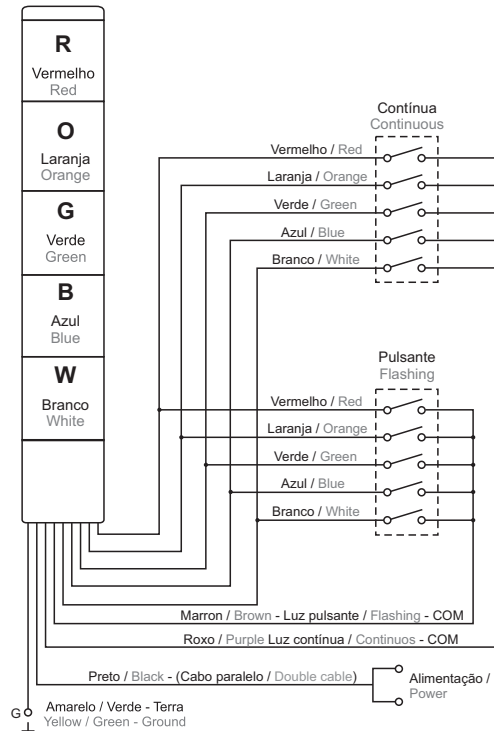 R
Vermelho
Red
O
Laranja
Orange
G
Verde
Green
B
Azul
Blue
W
Branco
White
Contínua
Continuous
Vermelho / Red
Laranja / Orange
Verde / Green
Azul / Blue
Branco / White
Pulsante
Flashing
Vermelho / Red
Laranja / Orange
Verde / Green
Azul / Blue
Branco / White
Marron / Brown - Luz pulsante / Flashing - COM
Roxo / Purple Luz contínua / Continuos - COM
Preto / Black - (Cabo paralelo / Double cable)
Alimentação /
Power
G
Amarelo / Verde - Terra
Yellow / Green - Ground